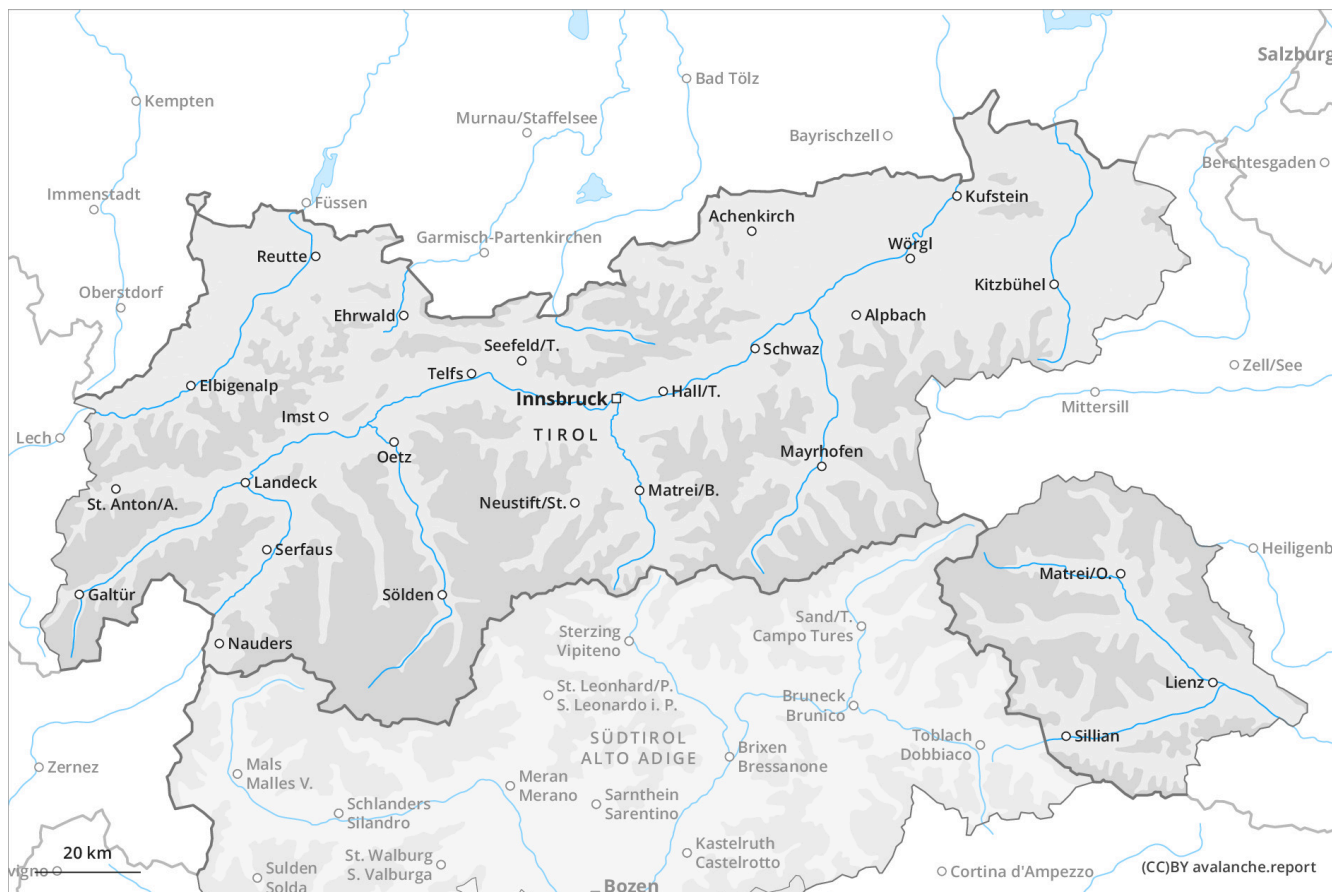 Salzburg
Bad Tölz
Kempten
Murnau/Staffelsee
Bayrischzell
Berchtesgaden
Immenstadt
Füssen
Kufstein
Achenkirch
Garmisch-Partenkirchen
Wörgl
Reutte
Kitzbühel
Oberstdorf
Ehrwald
Alpbach
Seefeld/T.
Schwaz
Telfs
Zell/See
Elbigenalp
Innsbruck
Hall/T.
Mittersill
Imst
Lech
TIROL
Oetz
Mayrhofen
Landeck
St. Anton/A.
Neustift/St.
Matrei/B.
Serfaus
Heiligenb
Matrei/O.
Galtür
Sölden
Sand/T.
Campo Tures
Sterzing
Vipiteno
Nauders
Lienz
St. Leonhard/P.
S. Leonardo i. P.
Bruneck
Brunico
SÜDTIROL
ALTO ADIGE
Toblach
Dobbiaco
Sillian
Brixen
Bressanone
Zernez
Mals
Malles V.
Meran
Merano
Schlanders
Silandro
Sarnthein
Sarentino
20 km
Kastelruth
Castelrotto
St. Walburg
S. Valburga
vigno
Sulden
Solda
Cortina d'Ampezzo
(CC)BY avalanche.report
Bozen